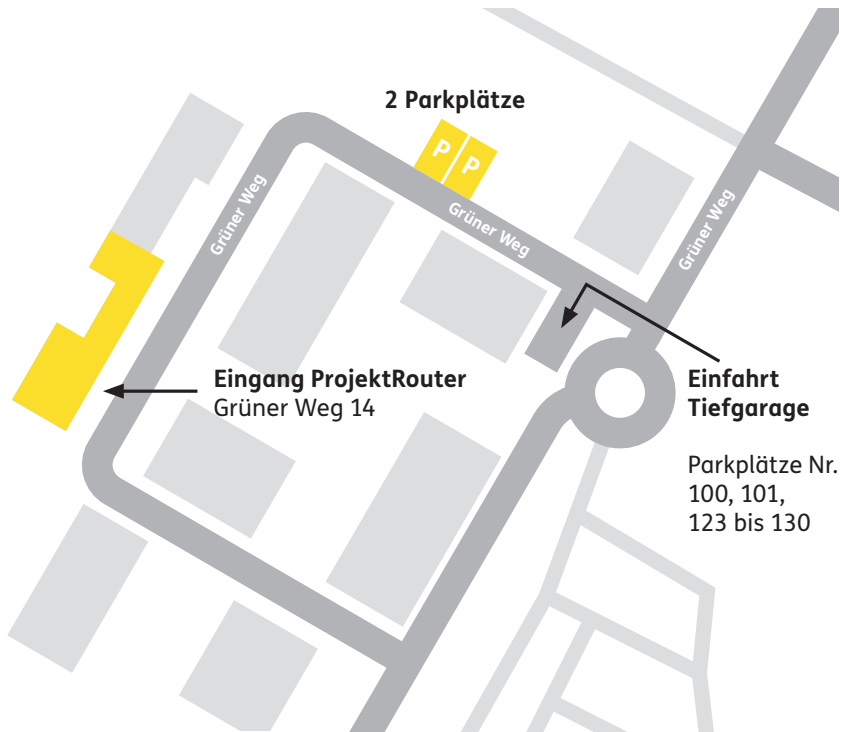 2 Parkplätze
P P
Grüner Weg
Grüner Weg
Grüner Weg
Eingang ProjektRouter
Grüner Weg 14
Einfahrt
Tiefgarage
Parkplätze Nr.
100, 101,
123 bis 130